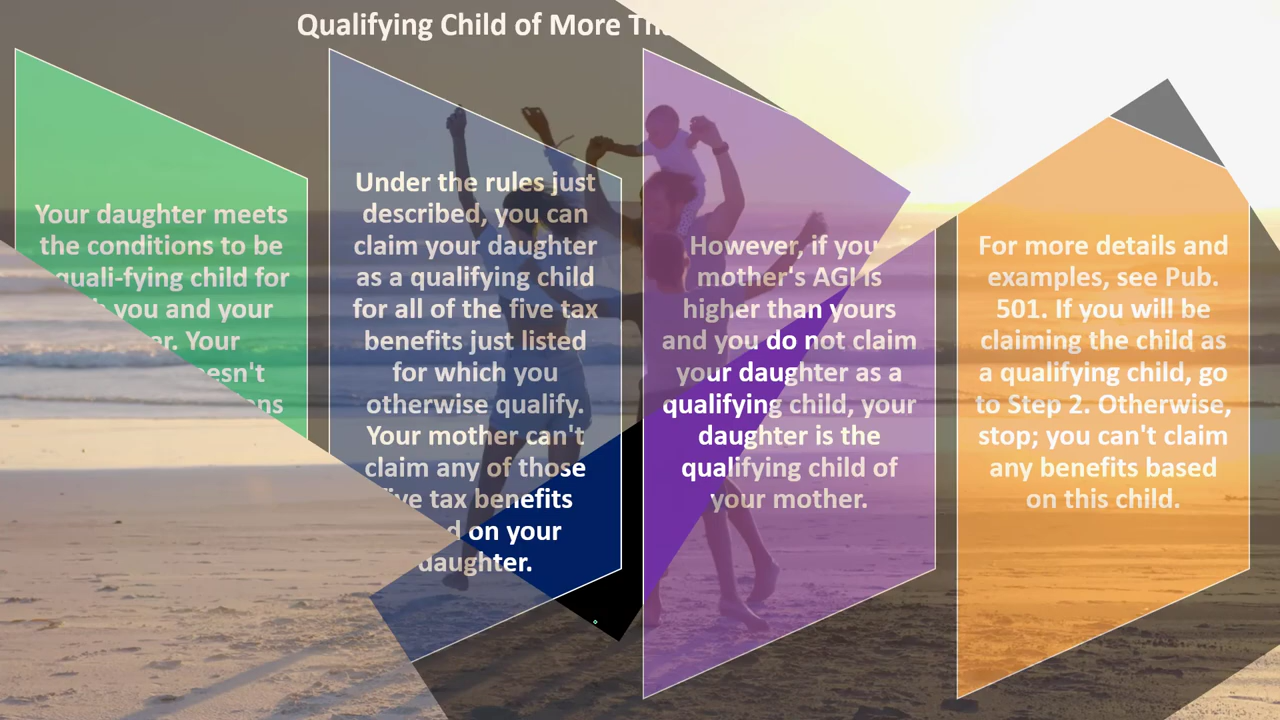 Qualifying Child of More
Your daughter meets
the conditions to be
quali-fying child for
you and your
Your
Under the rules just
described, you can
claim your daughter
as a qualifying child
for all of the five tax
benefits just listed
for which you
otherwise qualify.
Your mother can't
claim any of those
five tax benefits
on your
daughter.
However, if you
mother's AGI is
higher than yours
and you do not claim
your daughter as a
qualifying child, your
daughter is the
qualifying child of
your mother.
For more details and
examples, see Pub.
501. If you will be
claiming the child as
a qualifying child, go
to Step 2. Otherwise,
stop; you can't claim
any benefits based
on this child.